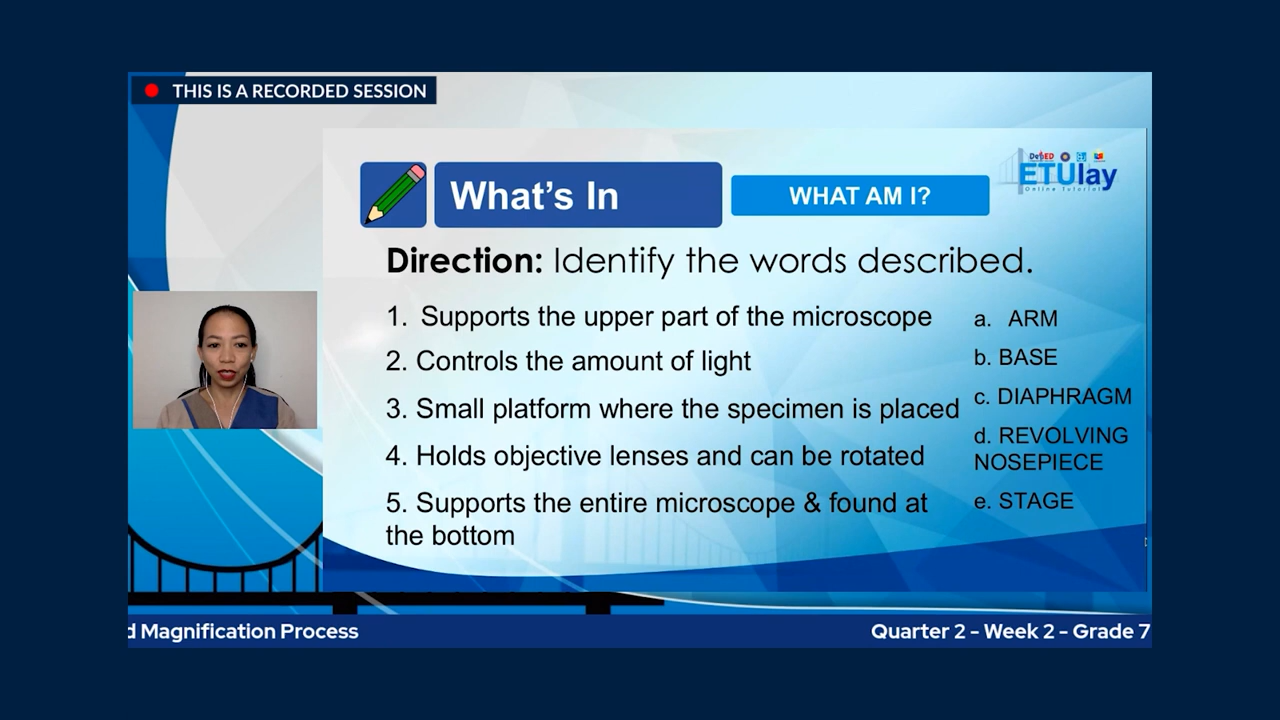 THIS IS A RECORDED SESSION
DepED
ETUlay
Online Tutorial
What's In
WHAT AM I?
Direction: Identify the words described.
1. Supports the upper part of the microscope
2. Controls the amount of light
3. Small platform where the specimen is placed
4. Holds objective lenses and can be rotated
5. Supports the entire microscope & found at
the bottom
a. ARM
b. BASE
c. DIAPHRAGM
d. REVOLVING
NOSEPIECE
e. STAGE
d Magnification Process
Quarter 2 - Week 2 - Grade 7